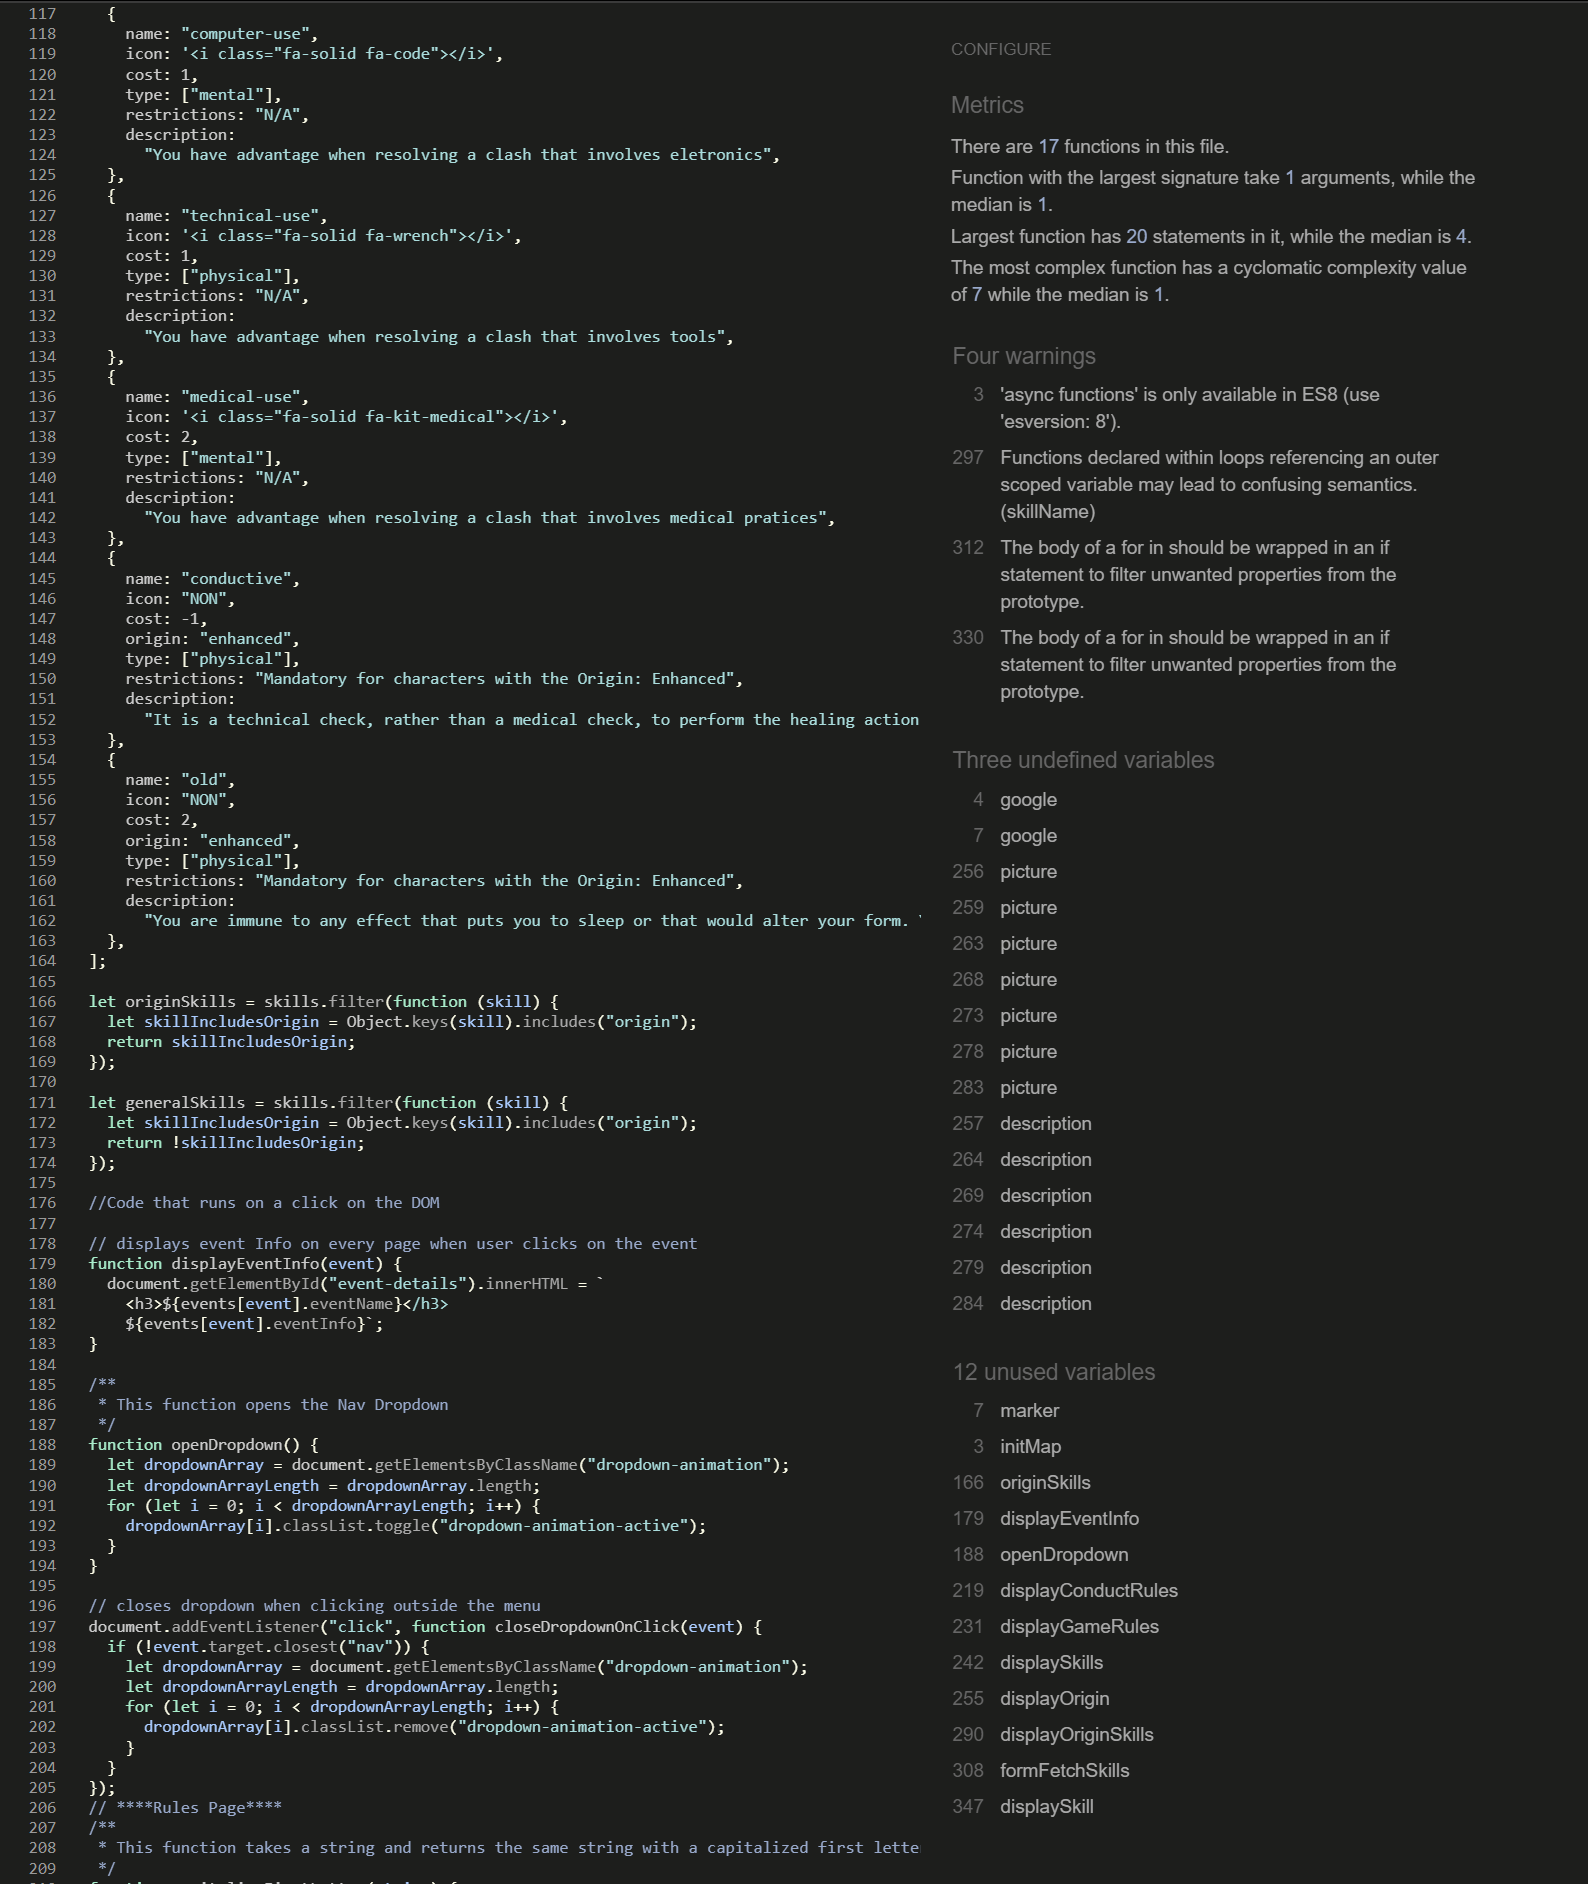 117 {
118 name: "computer-use",
119 icon: '<i class="fa-solid fa-code"></i>',
120 cost: 1,
121 type: ["mental"],
122 restrictions: "N/A",
123 description:
124 "You have advantage when resolving a clash that involves eletronics",
125 },
126 {
127 name: "technical-use",
128 icon: '<i class="fa-solid fa-wrench"></i>',
129 cost: 1,
130 type: ["physical"],
131 restrictions: "N/A",
132 description:
133 "You have advantage when resolving a clash that involves tools",
134 },
135 {
136 name: "medical-use",
137 icon: '<i class="fa-solid fa-kit-medical"></i>',
138 cost: 2,
139 type: ["mental"],
140 restrictions: "N/A",
141 description:
142 "You have advantage when resolving a clash that involves medical pratices",
143 },
144 {
145 name: "conductive",
146 icon: "NON",
147 cost: -1,
148 origin: "enhanced",
149 type: ["physical"],
150 restrictions: "Mandatory for characters with the Origin: Enhanced",
151 description:
152 "It is a technical check, rather than a medical check, to perform the healing action
153 },
154 {
155 name: "old",
156 icon: "NON",
157 cost: 2,
158 origin: "enhanced",
159 type: ["physical"],
160 restrictions: "Mandatory for characters with the Origin: Enhanced",
161 description:
162 "You are immune to any effect that puts you to sleep or that would alter your form.
163 },
164 ];
165
166 let originSkills = skills.filter(function (skill) {
167 let skillIncludesOrigin = Object.keys(skill).includes("origin");
168 return skillIncludesOrigin;
169 });
170
171 let generalSkills = skills.filter(function (skill) {
172 let skillIncludesOrigin = Object.keys(skill).includes("origin");
173 return !skillIncludesOrigin;
174 });
175
176 //Code that runs on a click on the DOM
177
178 // displays event Info on every page when user clicks on the event
179 function displayEventInfo(event) {
180 document.getElementById("event-details").innerHTML = `
181 <h3>${events[event].eventName}</h3>
182 ${events[event].eventInfo}`;
183 }
184
185 /**
186 * This function opens the Nav Dropdown
187 */
188 function openDropdown() {
189 let dropdownArray = document.getElementsByClassName("dropdown-animation");
190 let dropdownArrayLength = dropdownArray.length;
191 for (let i = 0; i < dropdownArrayLength; i++) {
192 dropdownArray[i].classList.toggle("dropdown-animation-active");
193 }
194 }
195
196 // closes dropdown when clicking outside the menu
197 document.addEventListener("click", function closeDropdownOnClick(event) {
198 if (!event.target.closest("nav")) {
199 let dropdownArray = document.getElementsByClassName("dropdown-animation");
200 let dropdownArrayLength = dropdownArray.length;
201 for (let i = 0; i < dropdownArrayLength; i++) {
202 dropdownArray[i].classList.remove("dropdown-animation-active");
203 }
204 }
205 });
206 // ****Rules Page****
207 /**
208 * This function takes a string and returns the same string with a capitalized first lette
209 */
CONFIGURE
Metrics
There are 17 functions in this file.
Function with the largest signature take 1 arguments, while the
median is 1.
Largest function has 20 statements in it, while the median is 4.
The most complex function has a cyclomatic complexity value
of 7 while the median is 1.
Four warnings
3 'async functions' is only available in ES8 (use
'esversion: 8').
297 Functions declared within loops referencing an outer
scoped variable may lead to confusing semantics.
(skillName)
312 The body of a for in should be wrapped in an if
statement to filter unwanted properties from the
prototype.
330 The body of a for in should be wrapped in an if
statement to filter unwanted properties from the
prototype.
Three undefined variables
4 google
7 google
256 picture
259 picture
263 picture
268 picture
273 picture
278 picture
283 picture
257 description
264 description
269 description
274 description
279 description
284 description
12 unused variables
7 marker
3 initMap
166 originSkills
179 displayEventInfo
188 openDropdown
219 displayConductRules
231 displayGameRules
242 displaySkills
255 displayOrigin
290 displayOriginSkills
308 formFetchSkills
347 displaySkill